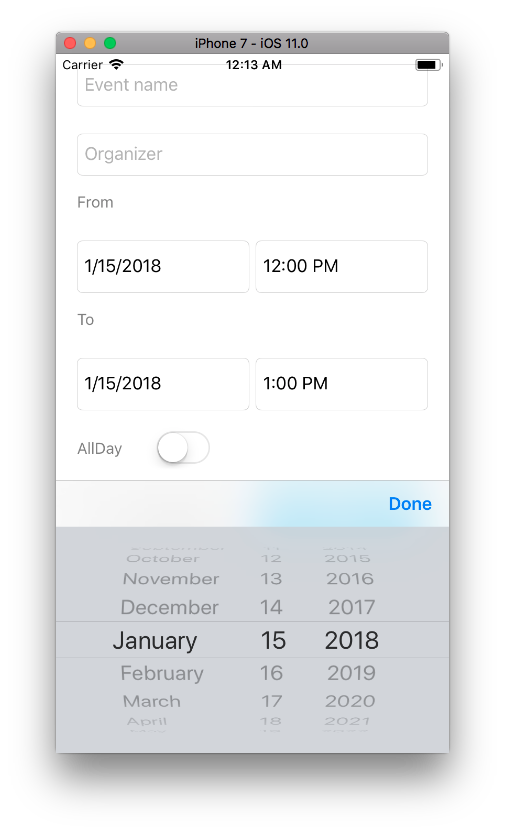 iPhone 7 - iOS 11.0
Carrier 12:13 AM
Event name
Organizer
From
1/15/2018 12:00 PM
To
1/15/2018 1:00 PM
AllDay
Done
October 12 2015
November 13 2016
December 14 2017
January 15 2018
February 16 2019
March 17 2020
April 18 2021